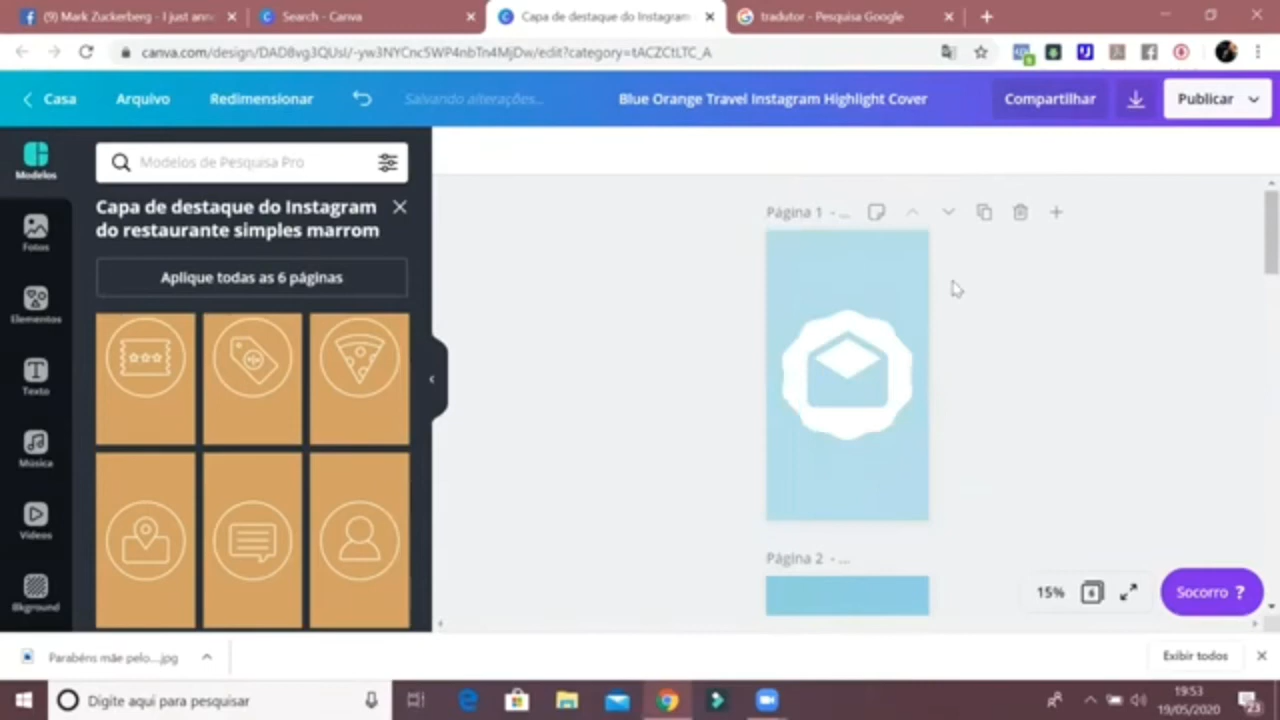 (9) Mark Zuckerberg - I just ann
Search - Canva
Capa de destaque do Instagram
tradutor - Pesquisa Google
canva.com/design/DAD8vg3QUsI/-yw3NYCnc5WP4nbTn4MjDw/edit?category=tACZCtLTC_A
Casa
Arquivo
Redimensionar
Salvando alterações...
Blue Orange Travel Instagram Highlight Cover
Compartilhar
Publicar
Modelos
Fotos
Elementos
Texto
Música
Vídeos
Bkground
Modelos de Pesquisa Pro
Capa de destaque do Instagram
do restaurante simples marrom
Aplique todas as 6 páginas
Página 1 - ...
Página 2 - ...
15%
6
Socorro ?
Parabéns mãe pelo....jpg
Exibir todos
Digite aqui para pesquisar
19:53
19/05/2020
23